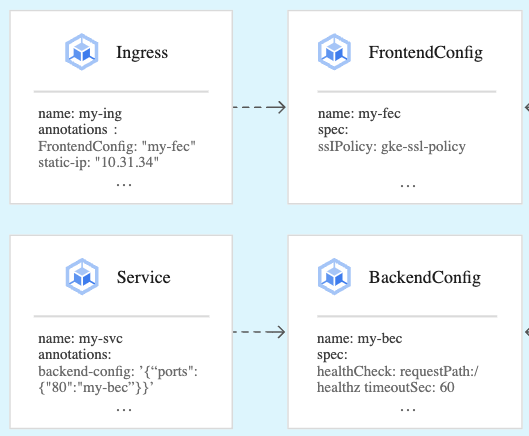 Ingress
name: my-ing
annotations :
FrontendConfig: "my-fec"
static-ip: "10.31.34"
...
FrontendConfig
name: my-fec
spec:
sslPolicy: gke-ssl-policy
...
Service
name: my-svc
annotations:
backend-config: '{“ports":
{"80":"my-bec”}}’
...
BackendConfig
name: my-bec
spec:
healthCheck: requestPath:/
healthz timeoutSec: 60
...